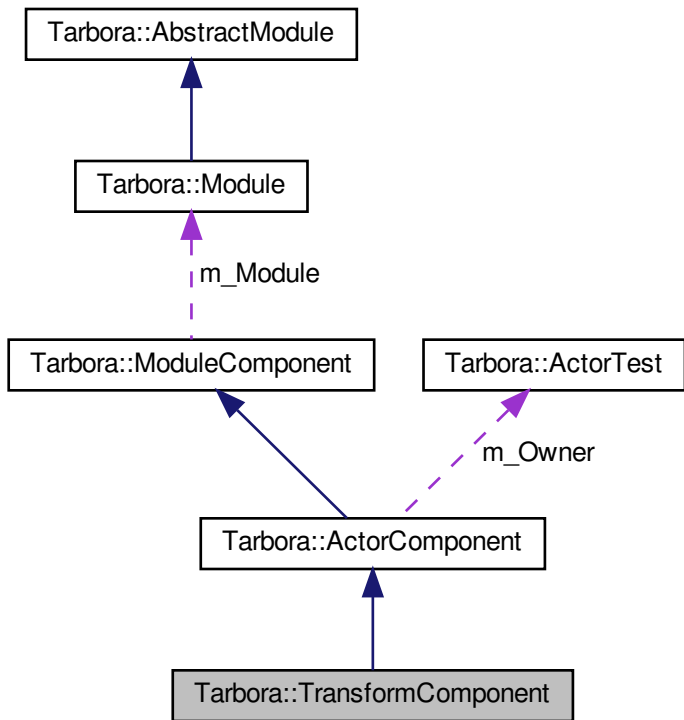 Tarbora::AbstractModule
Tarbora::Module
m_Module
Tarbora::ModuleComponent
Tarbora::ActorTest
m_Owner
Tarbora::ActorComponent
Tarbora::TransformComponent